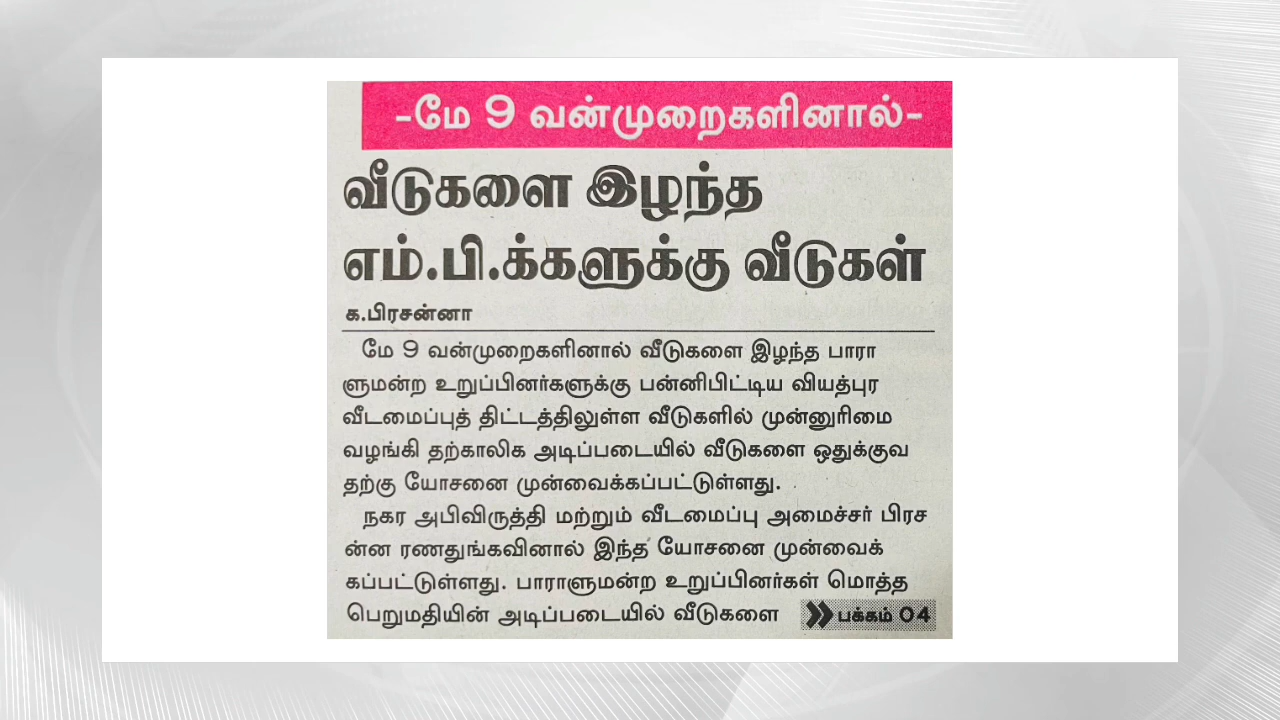 -மே 9 வன்முறைகளினால்-
வீடுகளை இழந்த
எம்.பி.க்களுக்கு வீடுகள்
க.பிரசன்னா
மே 9 வன்முறைகளினால் வீடுகளை இழந்த பாரா
ளுமன்ற உறுப்பினர்களுக்கு பன்னிபிட்டிய வியத்புர
வீடமைப்புத் திட்டத்திலுள்ள வீடுகளில் முன்னுரிமை
வழங்கி தற்காலிக அடிப்படையில் வீடுகளை ஒதுக்குவ
தற்கு யோசனை முன்வைக்கப்பட்டுள்ளது.
நகர அபிவிருத்தி மற்றும் வீடமைப்பு அமைச்சர் பிரச
ன்ன ரணதுங்கவினால் இந்த யோசனை முன்வைக்
கப்பட்டுள்ளது. பாராளுமன்ற உறுப்பினர்கள் மொத்த
பெறுமதியின் அடிப்படையில் வீடுகளை
பக்கம் 04